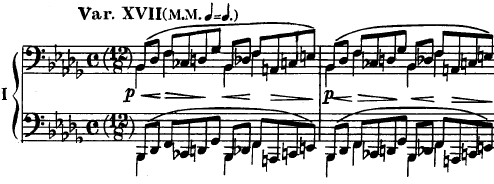 Var. XVII (M.M. 𝅗𝅥=𝅗𝅥.)
C (12/8)
I
p p
C (12/8)